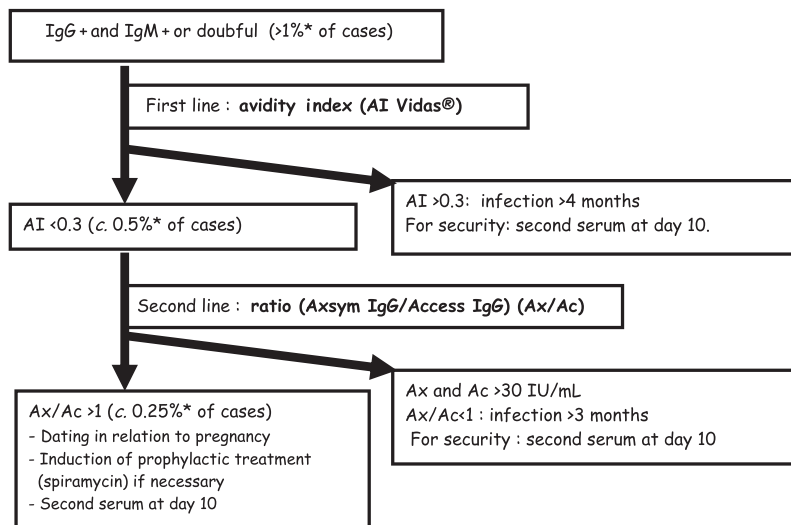 IgG + and IgM + or doubtful (>1%* of cases)
First line : avidity index (AI Vidas®)
AI >0.3: infection >4 months
For security: second serum at day 10.
AI <0.3 (c. 0.5%* of cases)
Second line : ratio (Axsym IgG/Access IgG) (Ax/Ac)
Ax and Ac >30 IU/mL
Ax/Ac<1 : infection >3 months
For security : second serum at day 10
Ax/Ac >1 (c. 0.25%* of cases)
- Dating in relation to pregnancy
- Induction of prophylactic treatment
(spiramycin) if necessary
- Second serum at day 10